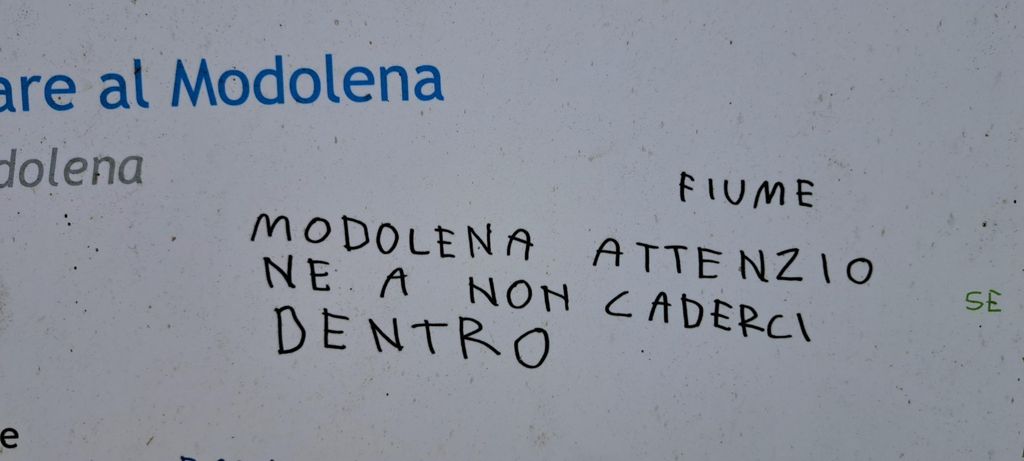 are al Modolena
dolena
FIUME
MODOLENA ATTENZIO
NE A NON CADERCI
DENTRO
SE
e